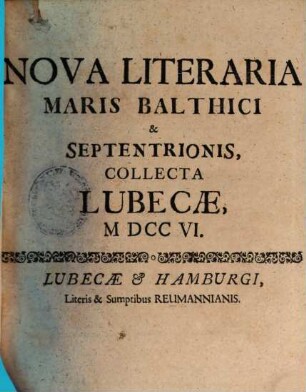 NOVA LITERARIA
MARIS BALTHICI
&
SEPTENTRIONIS,
COLLECTA
LUBECÆ,
M DCC VI.
LUBECÆ & HAMBURGI,
Literis & Sumptibus REUMANNIANIS.